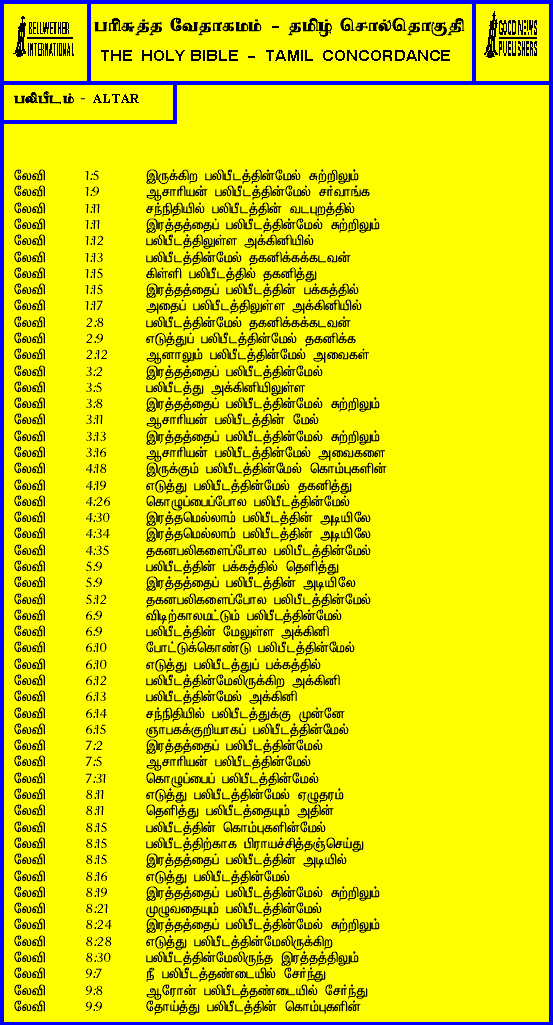 BELLWETHER
INTERNATIONAL
பரிசுத்த வேதாகமம் - தமிழ் சொல்தொகுதி
THE HOLY BIBLE - TAMIL CONCORDANCE
GOOD NEWS
PUBLISHERS
பலிபீடம் - ALTAR
லேவி 1:5 இருக்கிற பலிபீடத்தின்மேல் சுற்றிலும்
லேவி 1:9 ஆசாரியன் பலிபீடத்தின்மேல் சர்வாங்க
லேவி 1:11 சந்நிதியில் பலிபீடத்தின் வடபுறத்தில்
லேவி 1:11 இரத்தத்தைப் பலிபீடத்தின்மேல் சுற்றிலும்
லேவி 1:12 பலிபீடத்திலுள்ள அக்கினியில்
லேவி 1:13 பலிபீடத்தின்மேல் தகனிக்கக்கடவன்
லேவி 1:15 கிள்ளி பலிபீடத்தில் தகனித்து
லேவி 1:15 இரத்தத்தைப் பலிபீடத்தின் பக்கத்தில்
லேவி 1:17 அதைப் பலிபீடத்திலுள்ள அக்கினியில்
லேவி 2:8 பலிபீடத்தின்மேல் தகனிக்கக்கடவன்
லேவி 2:9 எடுத்துப் பலிபீடத்தின்மேல் தகனிக்க
லேவி 2:12 ஆனாலும் பலிபீடத்தின்மேல் அவைகள்
லேவி 3:2 இரத்தத்தைப் பலிபீடத்தின்மேல்
லேவி 3:5 பலிபீடத்து அக்கினியிலுள்ள
லேவி 3:8 இரத்தத்தைப் பலிபீடத்தின்மேல் சுற்றிலும்
லேவி 3:11 ஆசாரியன் பலிபீடத்தின் மேல்
லேவி 3:13 இரத்தத்தைப் பலிபீடத்தின்மேல் சுற்றிலும்
லேவி 3:16 ஆசாரியன் பலிபீடத்தின்மேல் அவைகளை
லேவி 4:18 இருக்கும் பலிபீடத்தின்மேல் கொம்புகளின்
லேவி 4:19 எடுத்து பலிபீடத்தின்மேல் தகனித்து
லேவி 4:26 கொழுப்பைப்போல பலிபீடத்தின்மேல்
லேவி 4:30 இரத்தமெல்லாம் பலிபீடத்தின் அடியிலே
லேவி 4:34 இரத்தமெல்லாம் பலிபீடத்தின் அடியிலே
லேவி 4:35 தகனபலிகளைப்போல பலிபீடத்தின்மேல்
லேவி 5:9 பலிபீடத்தின் பக்கத்தில் தெளித்து
லேவி 5:9 இரத்தத்தைப் பலிபீடத்தின் அடியிலே
லேவி 5:12 தகனபலிகளைப்போல பலிபீடத்தின்மேல்
லேவி 6:9 விடிற்காலமட்டும் பலிபீடத்தின்மேல்
லேவி 6:9 பலிபீடத்தின் மேலுள்ள அக்கினி
லேவி 6:10 போட்டுக்கொண்டு பலிபீடத்தின்மேல்
லேவி 6:10 எடுத்து பலிபீடத்துப் பக்கத்தில்
லேவி 6:12 பலிபீடத்தின்மேலிருக்கிற அக்கினி
லேவி 6:13 பலிபீடத்தின்மேல் அக்கினி
லேவி 6:14 சந்நிதியில் பலிபீடத்துக்கு முன்னே
லேவி 6:15 ஞாபகக்குறியாகப் பலிபீடத்தின்மேல்
லேவி 7:2 இரத்தத்தைப் பலிபீடத்தின்மேல்
லேவி 7:5 ஆசாரியன் பலிபீடத்தின்மேல்
லேவி 7:31 கொழுப்பைப் பலிபீடத்தின்மேல்
லேவி 8:11 எடுத்து பலிபீடத்தின்மேல் ஏழுதரம்
லேவி 8:11 தெளித்து பலிபீடத்தையும் அதின்
லேவி 8:15 பலிபீடத்தின் கொம்புகளின்மேல்
லேவி 8:15 பலிபீடத்திற்காக பிராயச்சித்தஞ்செய்து
லேவி 8:15 இரத்தத்தைப் பலிபீடத்தின் அடியில்
லேவி 8:16 எடுத்து பலிபீடத்தின்மேல்
லேவி 8:19 இரத்தத்தைப் பலிபீடத்தின்மேல் சுற்றிலும்
லேவி 8:21 முழுவதையும் பலிபீடத்தின்மேல்
லேவி 8:24 இரத்தத்தைப் பலிபீடத்தின்மேல் சுற்றிலும்
லேவி 8:28 எடுத்து பலிபீடத்தின்மேலிருக்கிற
லேவி 8:30 பலிபீடத்தின்மேலிருந்த இரத்தத்திலும்
லேவி 9:7 நீ பலிபீடத்தண்டையில் சேர்ந்து
லேவி 9:8 ஆரோன் பலிபீடத்தண்டையில் சேர்ந்து
லேவி 9:9 தோய்த்து பலிபீடத்தின் கொம்புகளின்